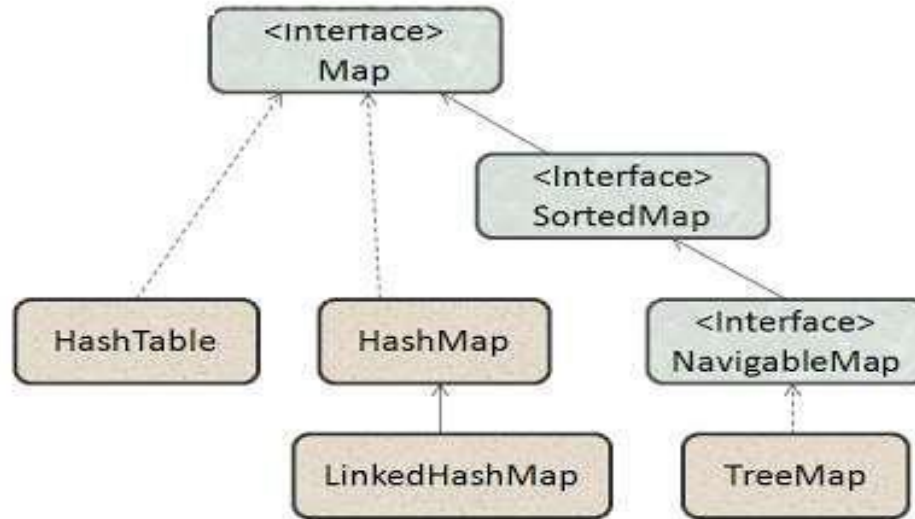 <Interface>
Map
<Interface>
SortedMap
HashTable
HashMap
<Interface>
NavigableMap
LinkedHashMap
TreeMap